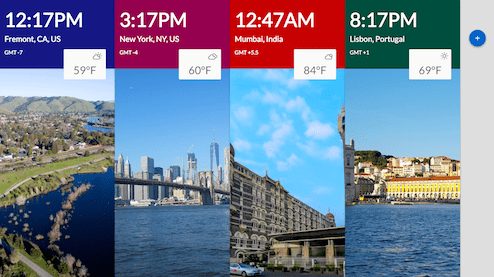 12:17PM
Fremont, CA, US
GMT -7
59°F
3:17PM
New York, NY, US
GMT -4
60°F
12:47AM
Mumbai, India
GMT +5.5
84°F
8:17PM
Lisbon, Portugal
GMT +1
69°F
+